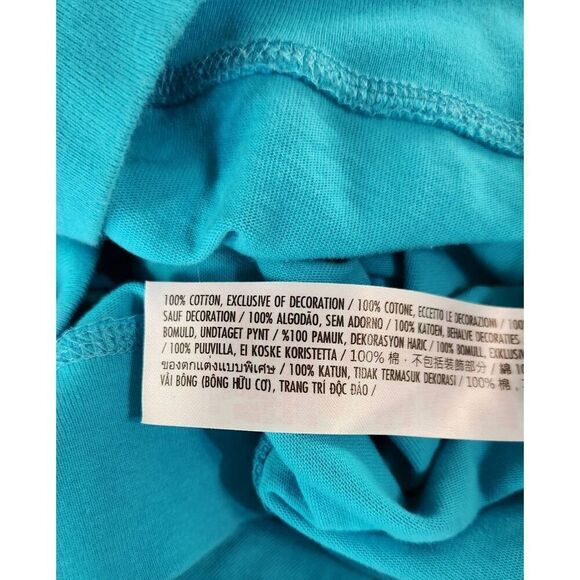 100% COTTON, EXCLUSIVE OF DECORATION / 100% COTONE, ECCETTO LE DECORAZIONI / 100%
SAUF DECORATION / 100% ALGODÃO, SEM ADORNO / 100% KATOEN, BEHALVE DECORATIES
BOMULD, UNDTAGET PYNT / %100 PAMUK, DEKORASYON HARİK / 100% BOMULL, EXKLUSIV
/ 100% PUUVILLA, EI KOSKE KORISTETTA / 100% 棉，不包括装飾部分 / 綿 10
ของตกแต่งแบบพิเศษ / 100% KATUN, TIDAK TERMASUK DEKORASI / 100% 棉，
VẢI BÔNG (BÔNG HỮU CƠ), TRANG TRÍ ĐỘC ĐÁO /